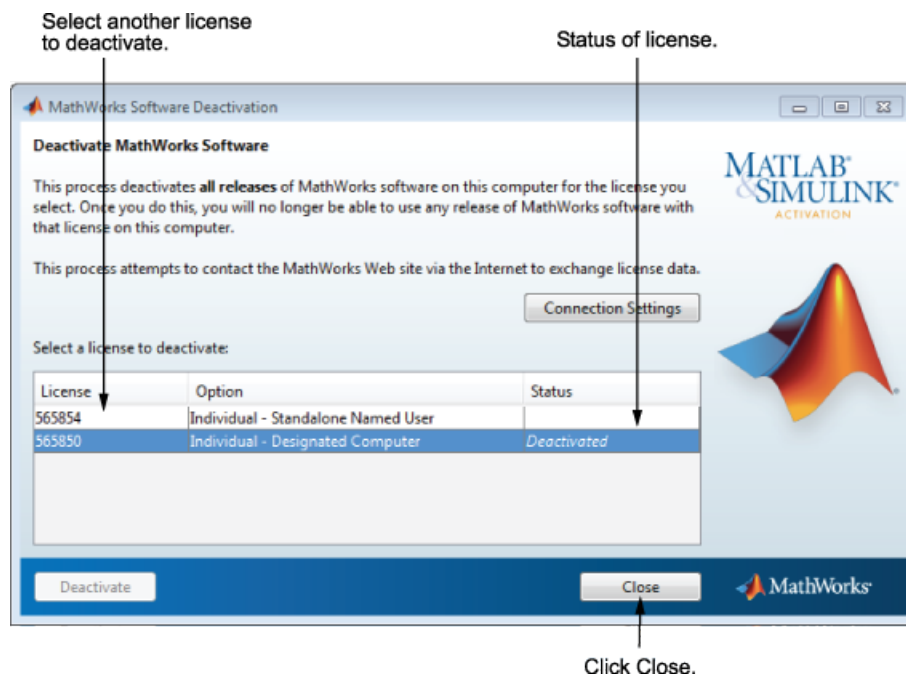 Select another license
to deactivate.
Status of license.
MathWorks Software Deactivation
Deactivate MathWorks Software
This process deactivates all releases of MathWorks software on this computer for the license you
select. Once you do this, you will no longer be able to use any release of MathWorks software with
that license on this computer.
This process attempts to contact the MathWorks Web site via the Internet to exchange license data.
MATLAB®
&SIMULINK®
ACTIVATION
Connection Settings
Select a license to deactivate:
License Option Status
565854 Individual - Standalone Named User
565850 Individual - Designated Computer Deactivated
Deactivate Close MathWorks®
Click Close.